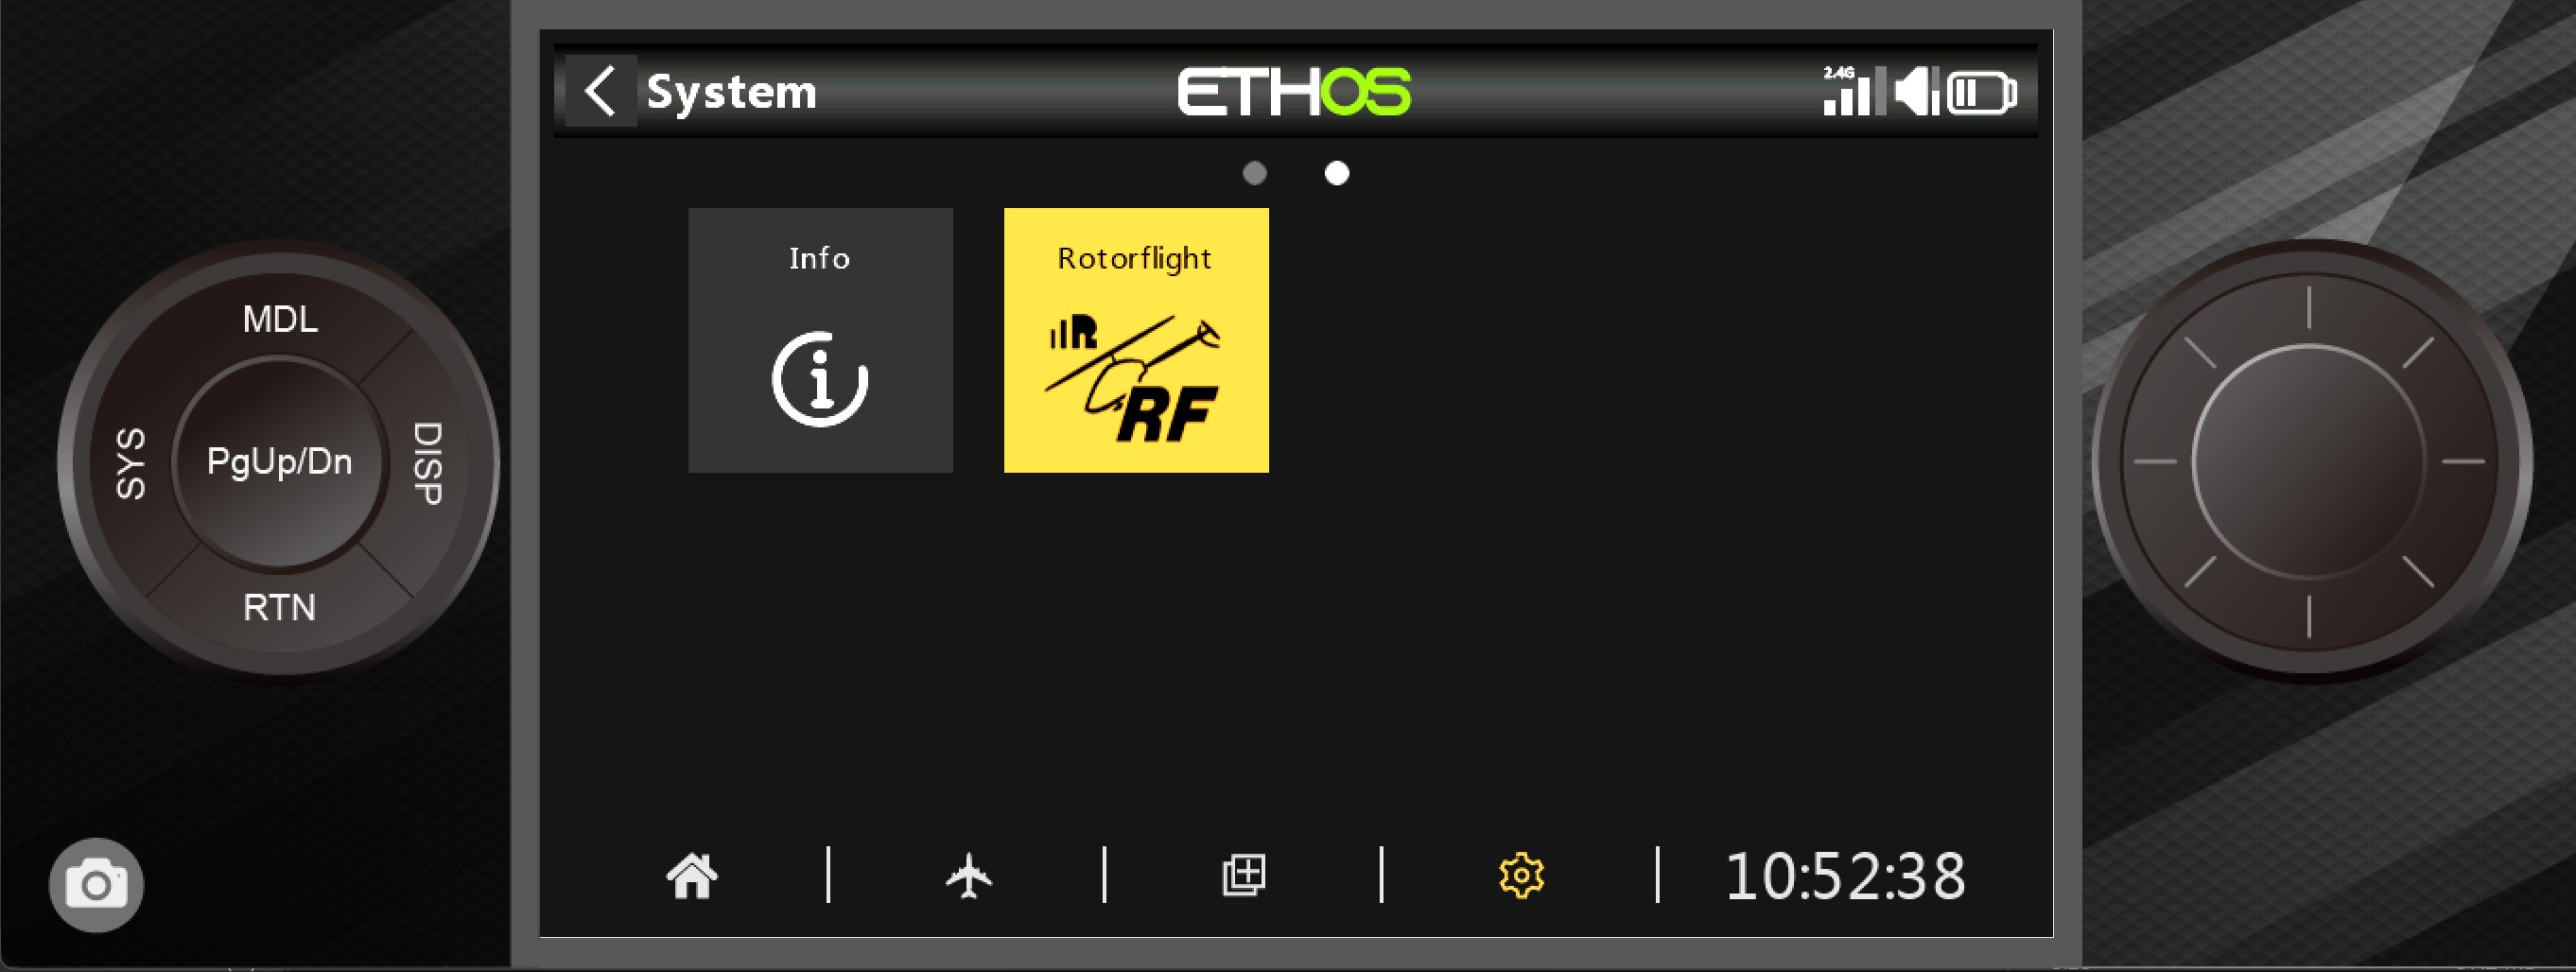 System
ETHOS
2.4G
Info
Rotorflight
R
RF
MDL
SYS
PgUp/Dn
DISP
RTN
10:52:38